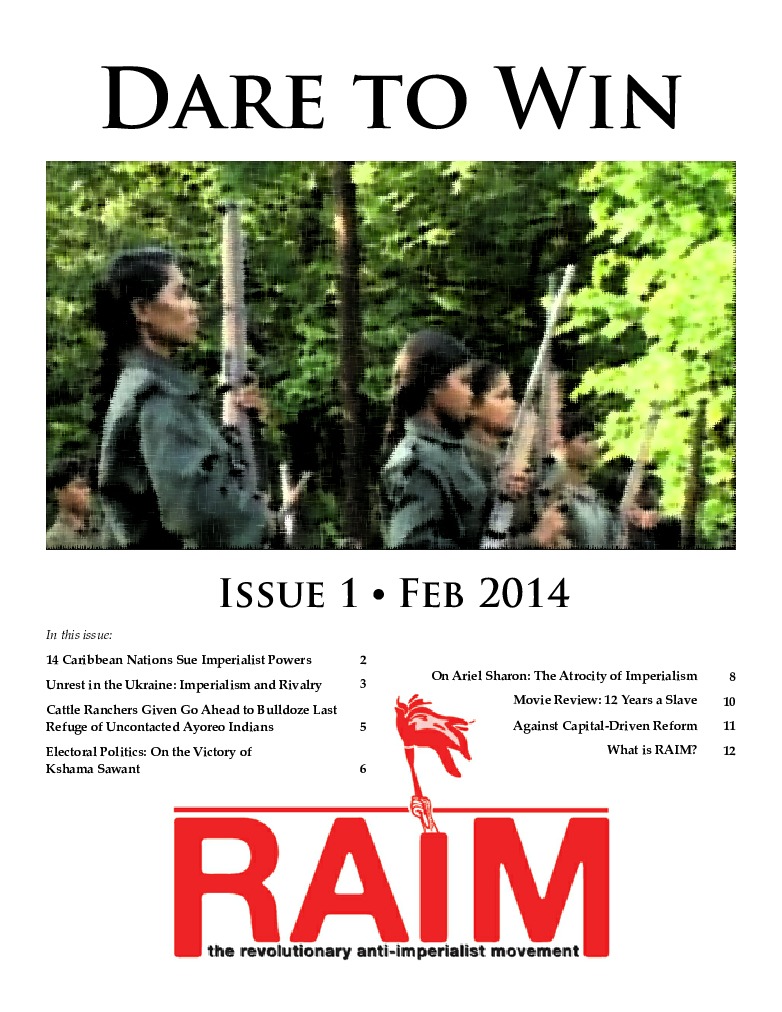 DARE TO WIN
ISSUE 1 • FEB 2014
In this issue:
14 Caribbean Nations Sue Imperialist Powers 2
Unrest in the Ukraine: Imperialism and Rivalry 3
Cattle Ranchers Given Go Ahead to Bulldoze Last
Refuge of Uncontacted Ayoreo Indians 5
Electoral Politics: On the Victory of
Kshama Sawant 6
On Ariel Sharon: The Atrocity of Imperialism 8
Movie Review: 12 Years a Slave 10
Against Capital-Driven Reform 11
What is RAIM? 12
RAIM
the revolutionary anti-imperialist movement